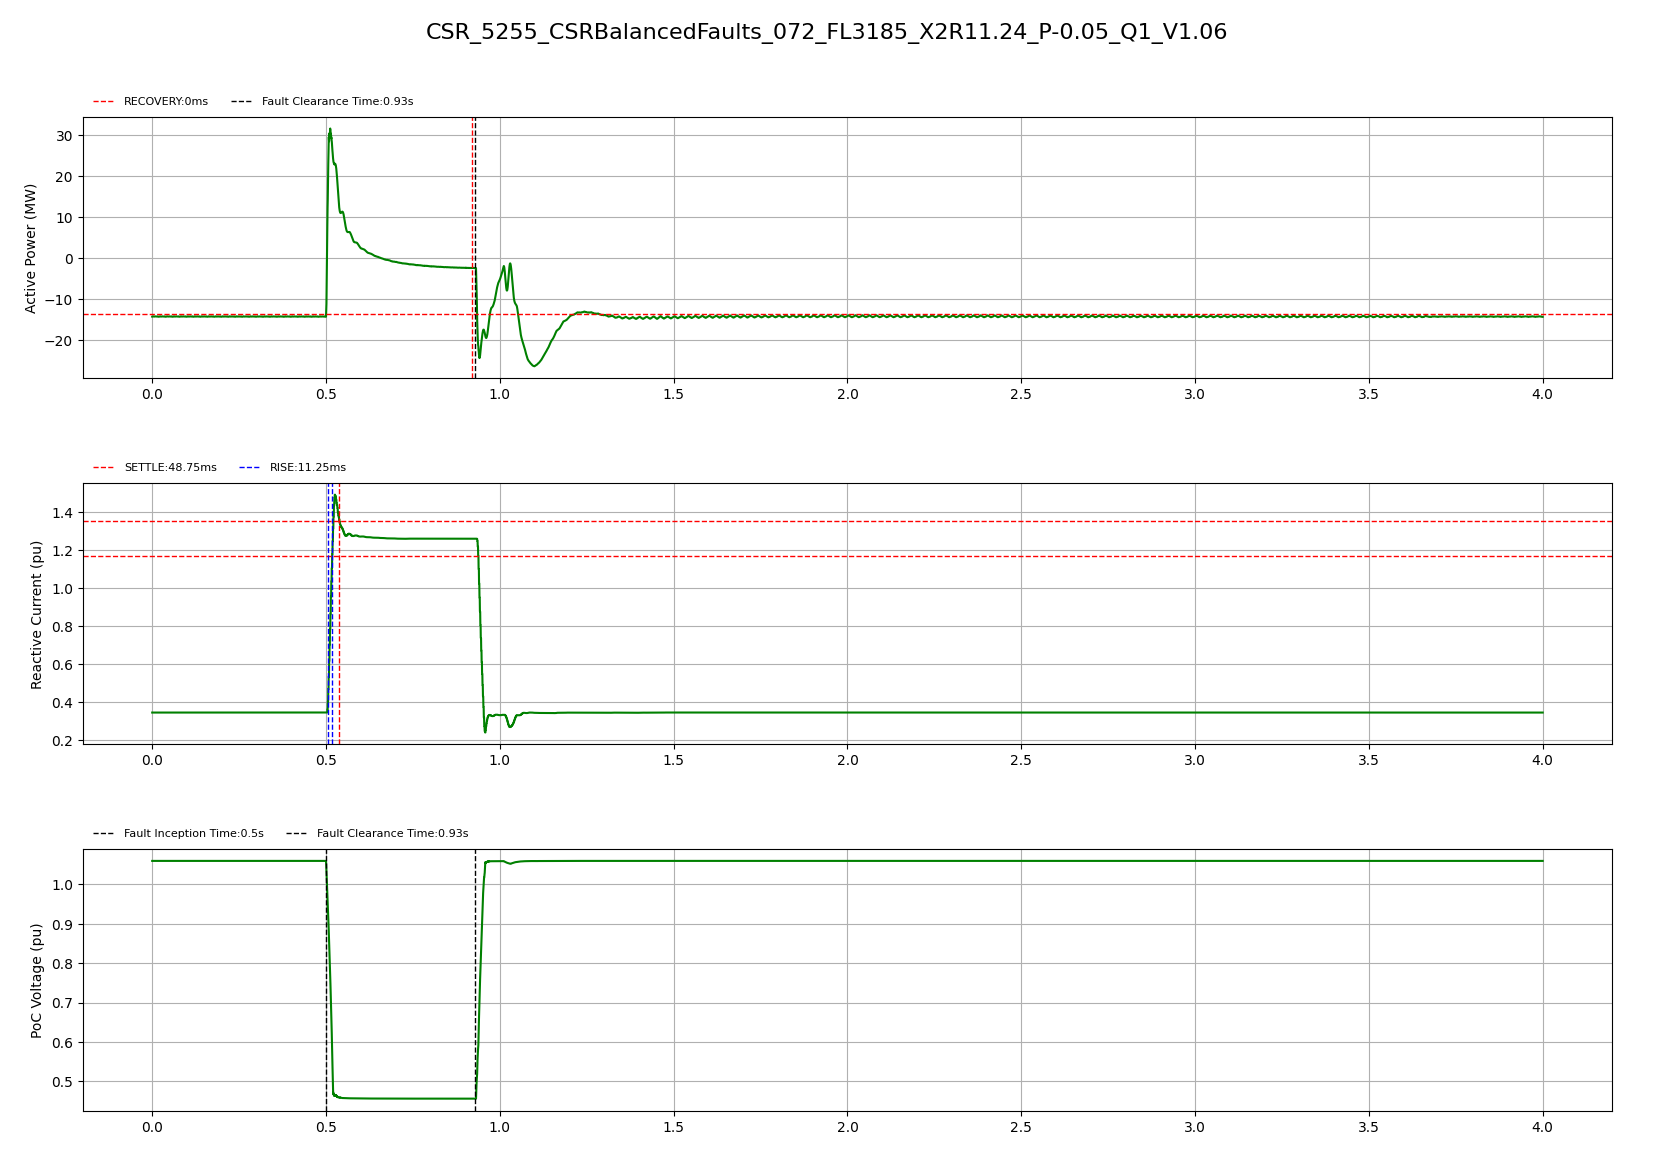 CSR_5255_CSRBalancedFaults_072_FL3185_X2R11.24_P-0.05_Q1_V1.06
RECOVERY:0ms Fault Clearance Time:0.93s
Active Power (MW)
30
20
10
0
−10
−20
0.0 0.5 1.0 1.5 2.0 2.5 3.0 3.5 4.0
SETTLE:48.75ms RISE:11.25ms
Reactive Current (pu)
1.4
1.2
1.0
0.8
0.6
0.4
0.2
0.0 0.5 1.0 1.5 2.0 2.5 3.0 3.5 4.0
Fault Inception Time:0.5s Fault Clearance Time:0.93s
PoC Voltage (pu)
1.0
0.9
0.8
0.7
0.6
0.5
0.0 0.5 1.0 1.5 2.0 2.5 3.0 3.5 4.0